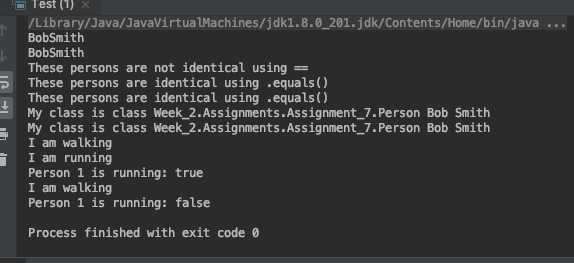 Test (1) ×
/Library/Java/JavaVirtualMachines/jdk1.8.0_201.jdk/Contents/Home/bin/java ...
BobSmith
BobSmith
These persons are not identical using ==
These persons are identical using .equals()
These persons are identical using .equals()
My class is class Week_2.Assignments.Assignment_7.Person Bob Smith
My class is class Week_2.Assignments.Assignment_7.Person Bob Smith
I am walking
I am running
Person 1 is running: true
I am walking
Person 1 is running: false
Process finished with exit code 0